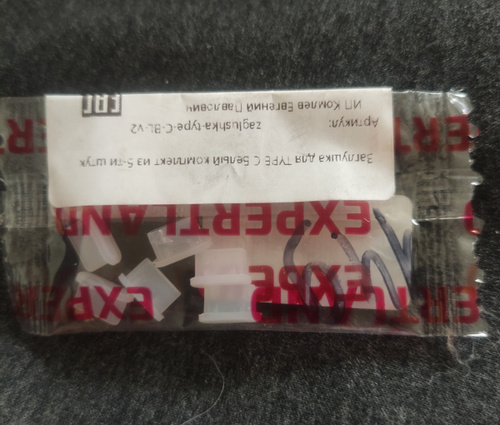 Заглушка для TYPE C белый комплект из 5-ти штук
Артикул: zaglushka-type-C-BL-v2
ИП Комлев Евгений Павлович
EAC
EXPERTLAND
EXPERTLAND